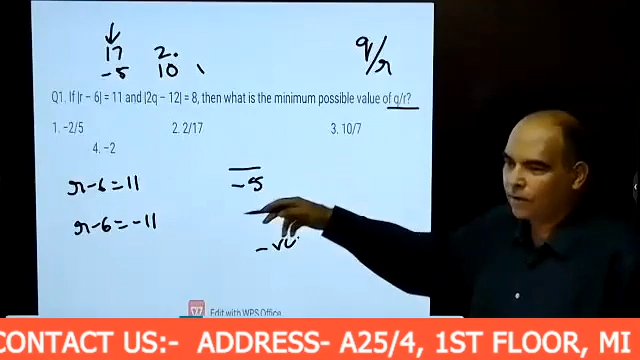 17 2. q/r
-5 10
Q1. If |r – 6| = 11 and |2q – 12| = 8, then what is the minimum possible value of q/r?
1. –2/5 2. 2/17 3. 10/7
4. –2
r-6=11 -5
r-6=-11
-ve
Edit with WPS Office
CONTACT US:- ADDRESS- A25/4, 1ST FLOOR, MI